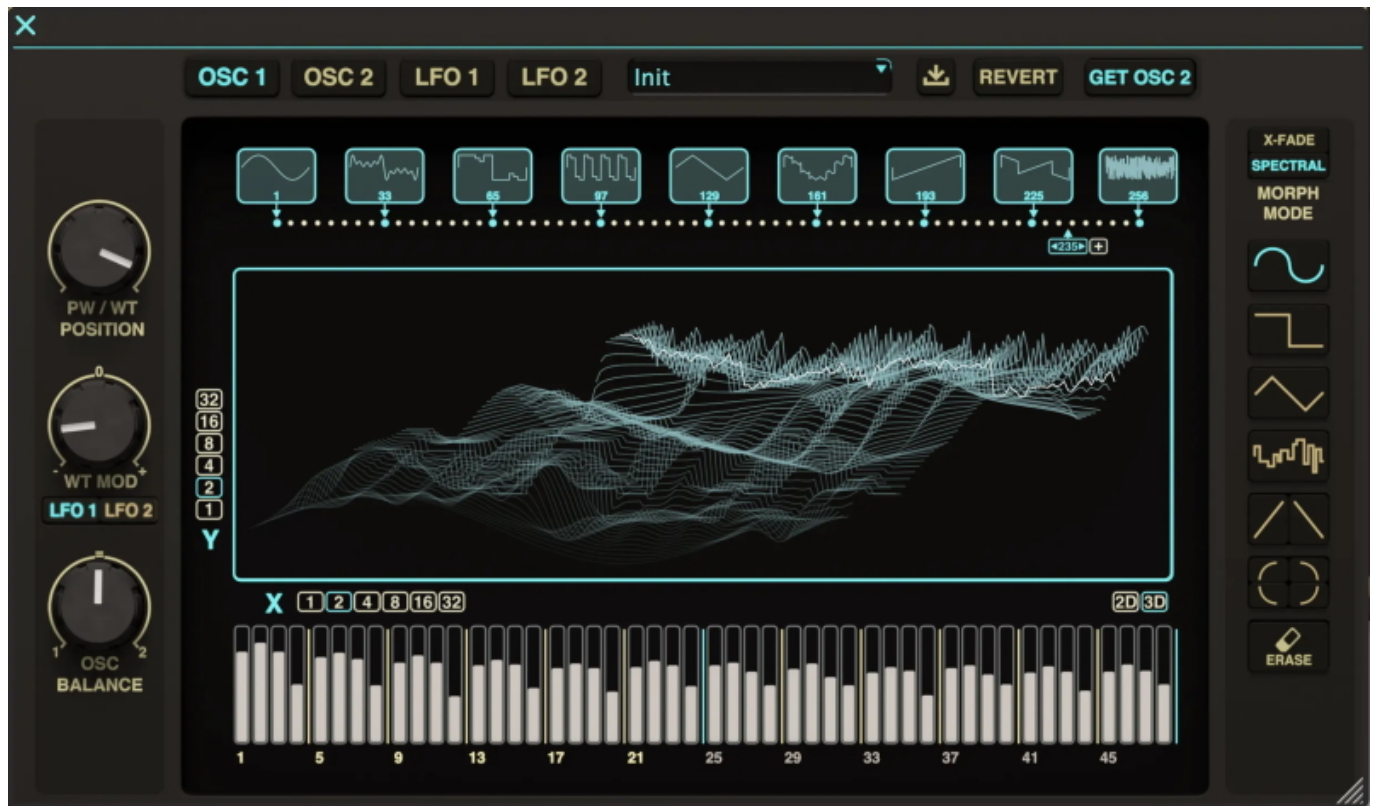 OSC 1 OSC 2 LFO 1 LFO 2 Init REVERT GET OSC 2
X-FADE
SPECTRAL
MORPH
MODE
1 33 65 97 129 161 193 225 256
235 +
PW / WT
POSITION
0
- WT MOD +
LFO 1 LFO 2
=
1 OSC 2
BALANCE
32
16
8
4
2
1
Y
X 1 2 4 8 16 32 2D 3D
ERASE
1 5 9 13 17 21 25 29 33 37 41 45